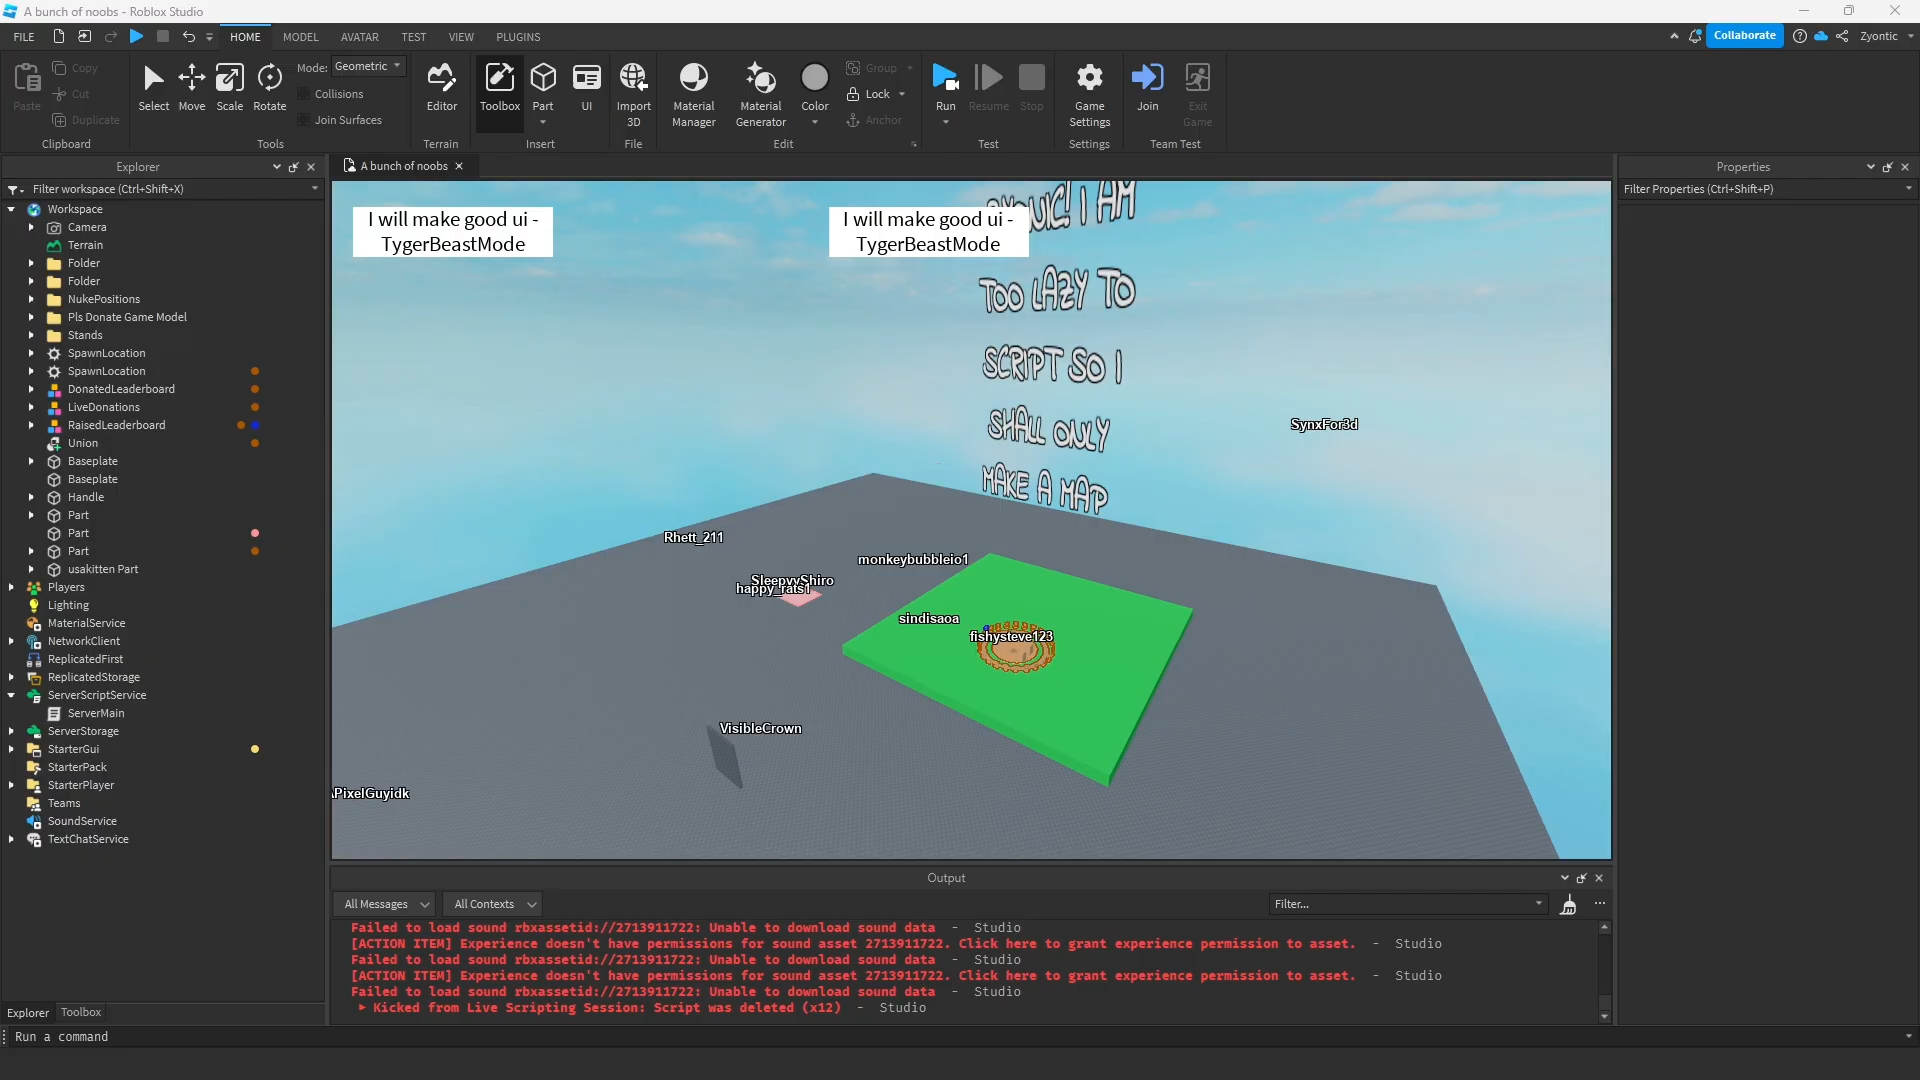 A bunch of noobs - Roblox Studio
FILE
HOME
MODEL
AVATAR
TEST
VIEW
PLUGINS
Collaborate
Zyontic
Paste
Copy
Cut
Duplicate
Clipboard
Select
Move
Scale
Rotate
Mode:
Geometric
Collisions
Join Surfaces
Tools
Editor
Terrain
Toolbox
Part
UI
Insert
Import
3D
File
Material
Manager
Material
Generator
Color
Group
Lock
Anchor
Edit
Run
Resume
Stop
Test
Game
Settings
Settings
Join
Exit
Game
Team Test
Explorer
Filter workspace (Ctrl+Shift+X)
Workspace
Camera
Terrain
Folder
Folder
NukePositions
Pls Donate Game Model
Stands
SpawnLocation
SpawnLocation
DonatedLeaderboard
LiveDonations
RaisedLeaderboard
Union
Baseplate
Baseplate
Handle
Part
Part
Part
usakitten Part
Players
Lighting
MaterialService
NetworkClient
ReplicatedFirst
ReplicatedStorage
ServerScriptService
ServerMain
ServerStorage
StarterGui
StarterPack
StarterPlayer
Teams
SoundService
TextChatService
Explorer
Toolbox
A bunch of noobs
I will make good ui -
TygerBeastMode
I will make good ui -
TygerBeastMode
I AM
TOO LAZY TO
SCRIPT SO I
SHALL ONLY
MAKE A MAP
SynxFor3d
Rhett_211
monkeybubbleio1
SleepyyShiro
happy_rats1
sindisaoa
fishysteve123
VisibleCrown
PixelGuyidk
Output
All Messages
All Contexts
Filter...
Failed to load sound rbxassetid://2713911722: Unable to download sound data - Studio
[ACTION ITEM] Experience doesn't have permissions for sound asset 2713911722. Click here to grant experience permission to asset. - Studio
Failed to load sound rbxassetid://2713911722: Unable to download sound data - Studio
[ACTION ITEM] Experience doesn't have permissions for sound asset 2713911722. Click here to grant experience permission to asset. - Studio
Failed to load sound rbxassetid://2713911722: Unable to download sound data - Studio
Kicked from Live Scripting Session: Script was deleted (x12) - Studio
Properties
Filter Properties (Ctrl+Shift+P)
Run a command